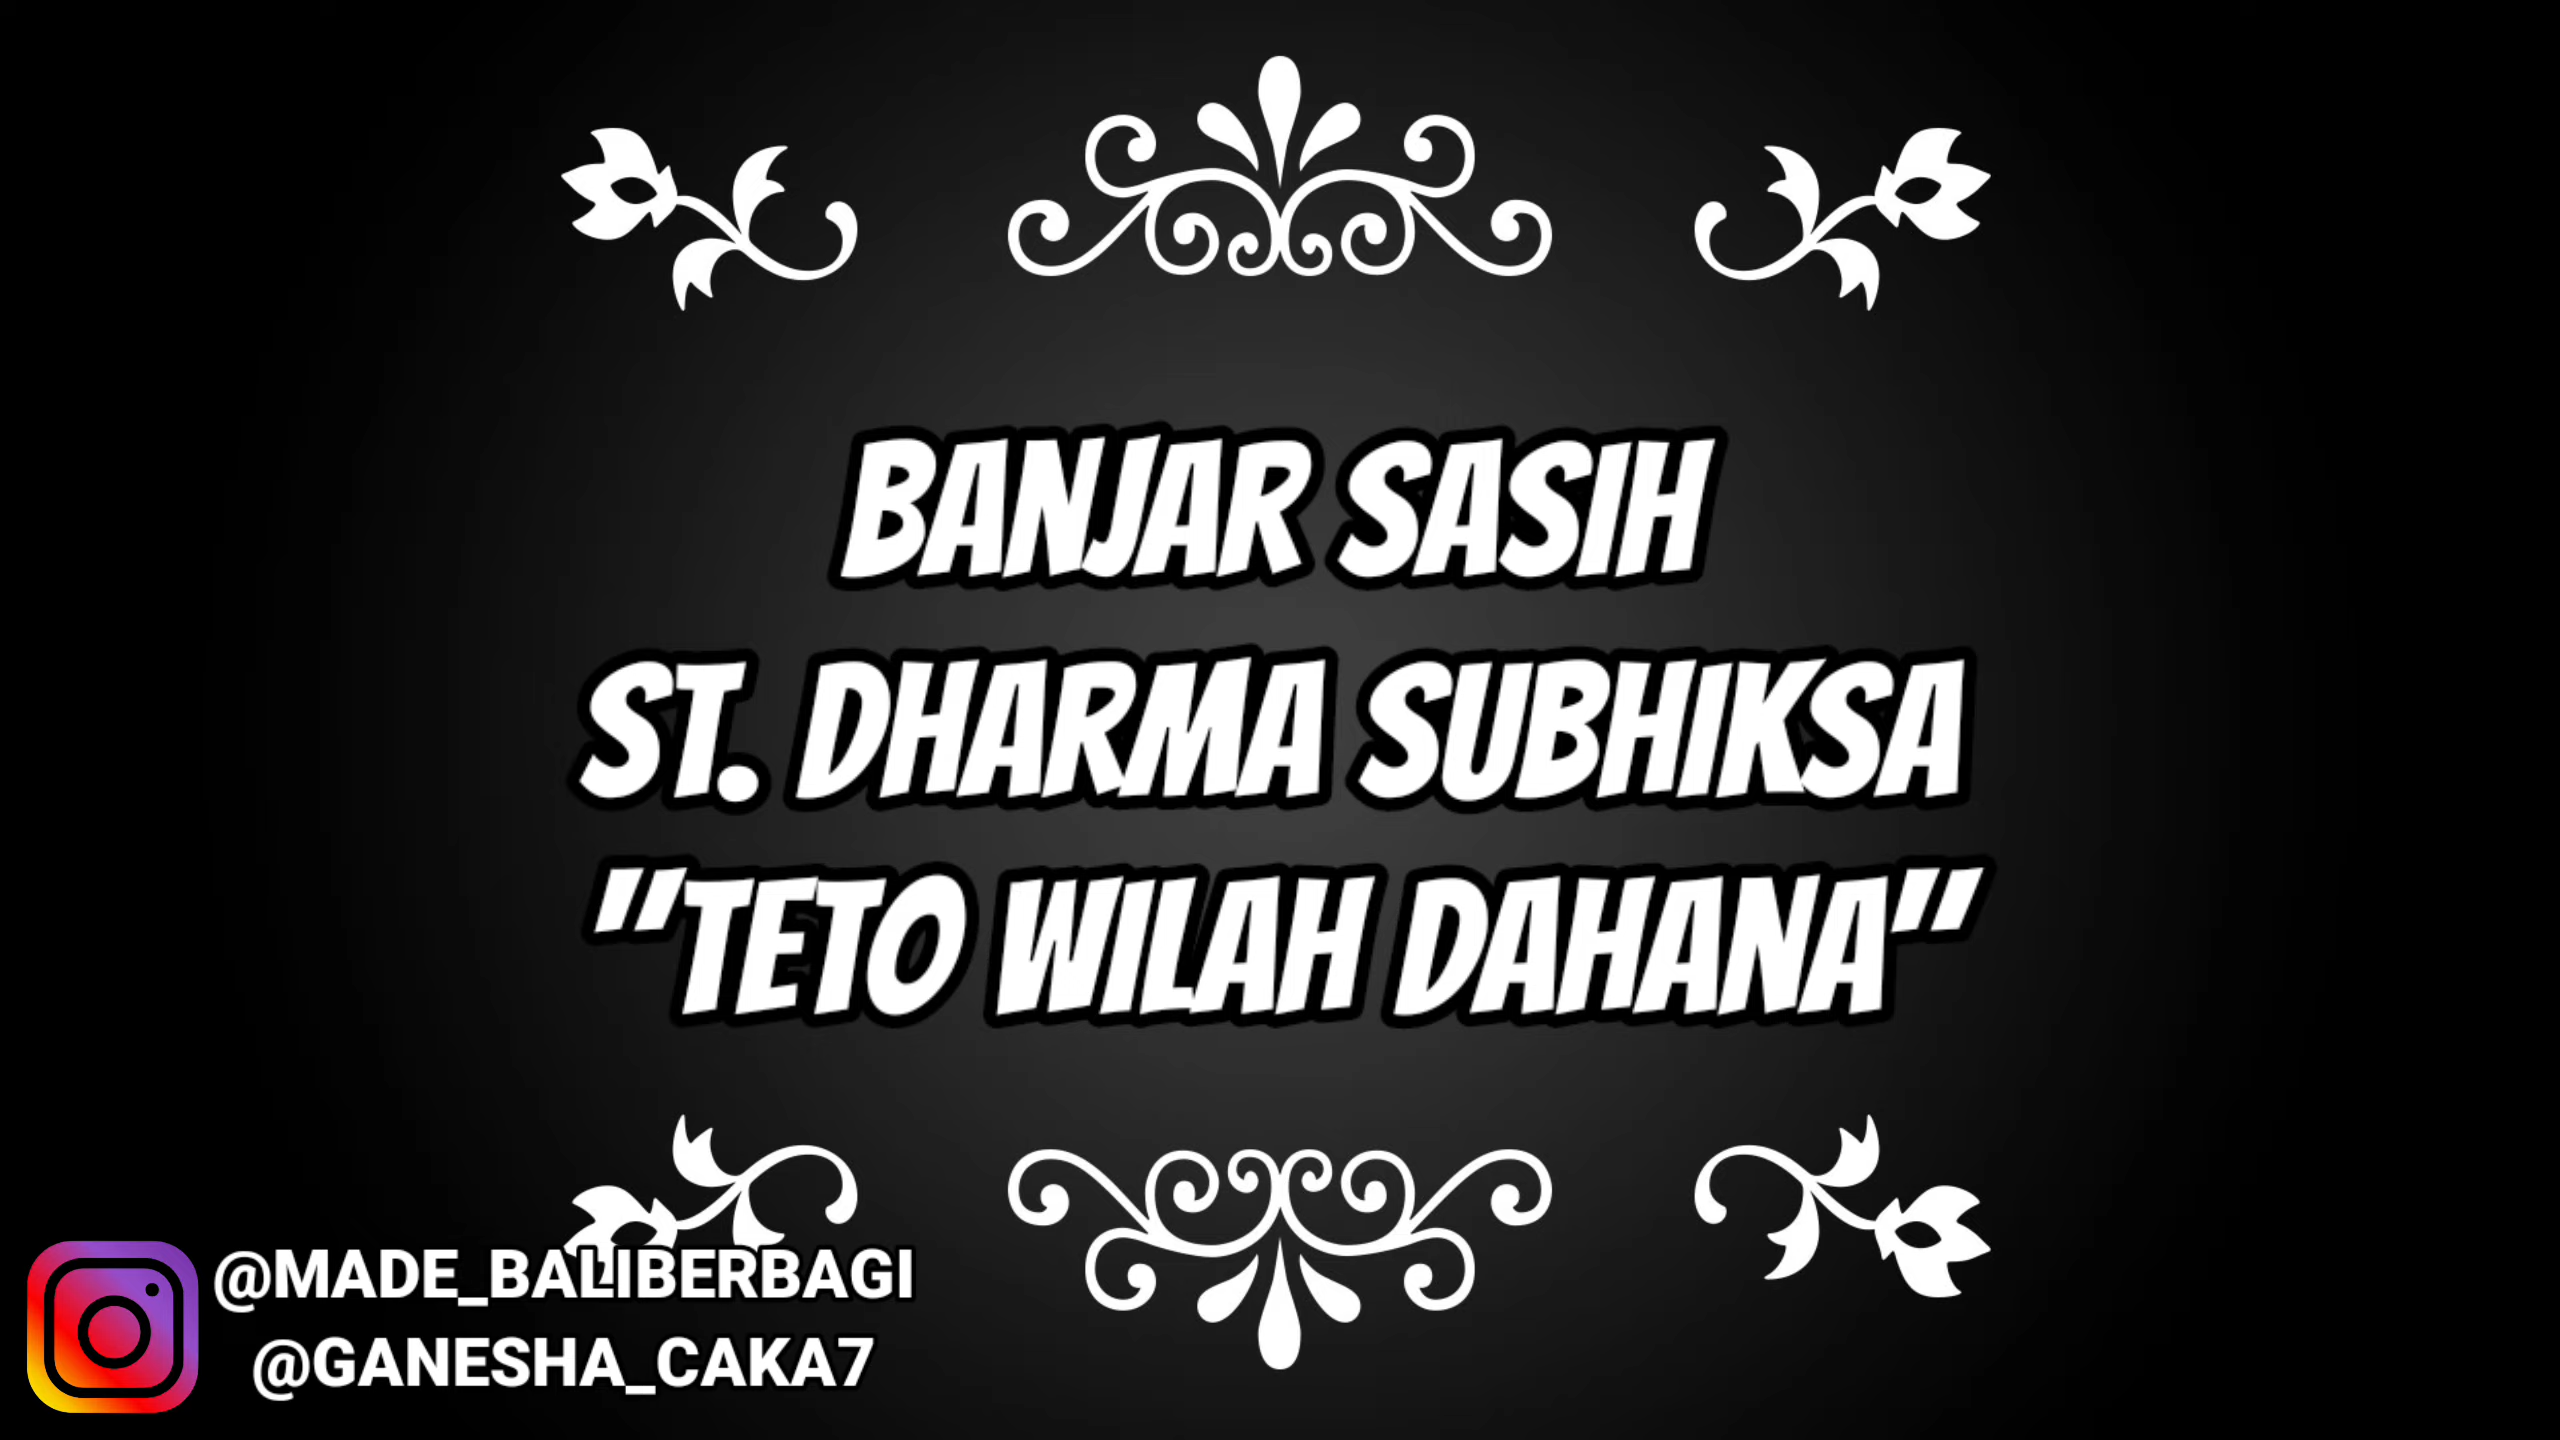 BANJAR SASIH
ST. DHARMA SUBHIKSA
"TETO WILAH DAHANA"
@MADE_BALIBERBAGI
@GANESHA_CAKA7